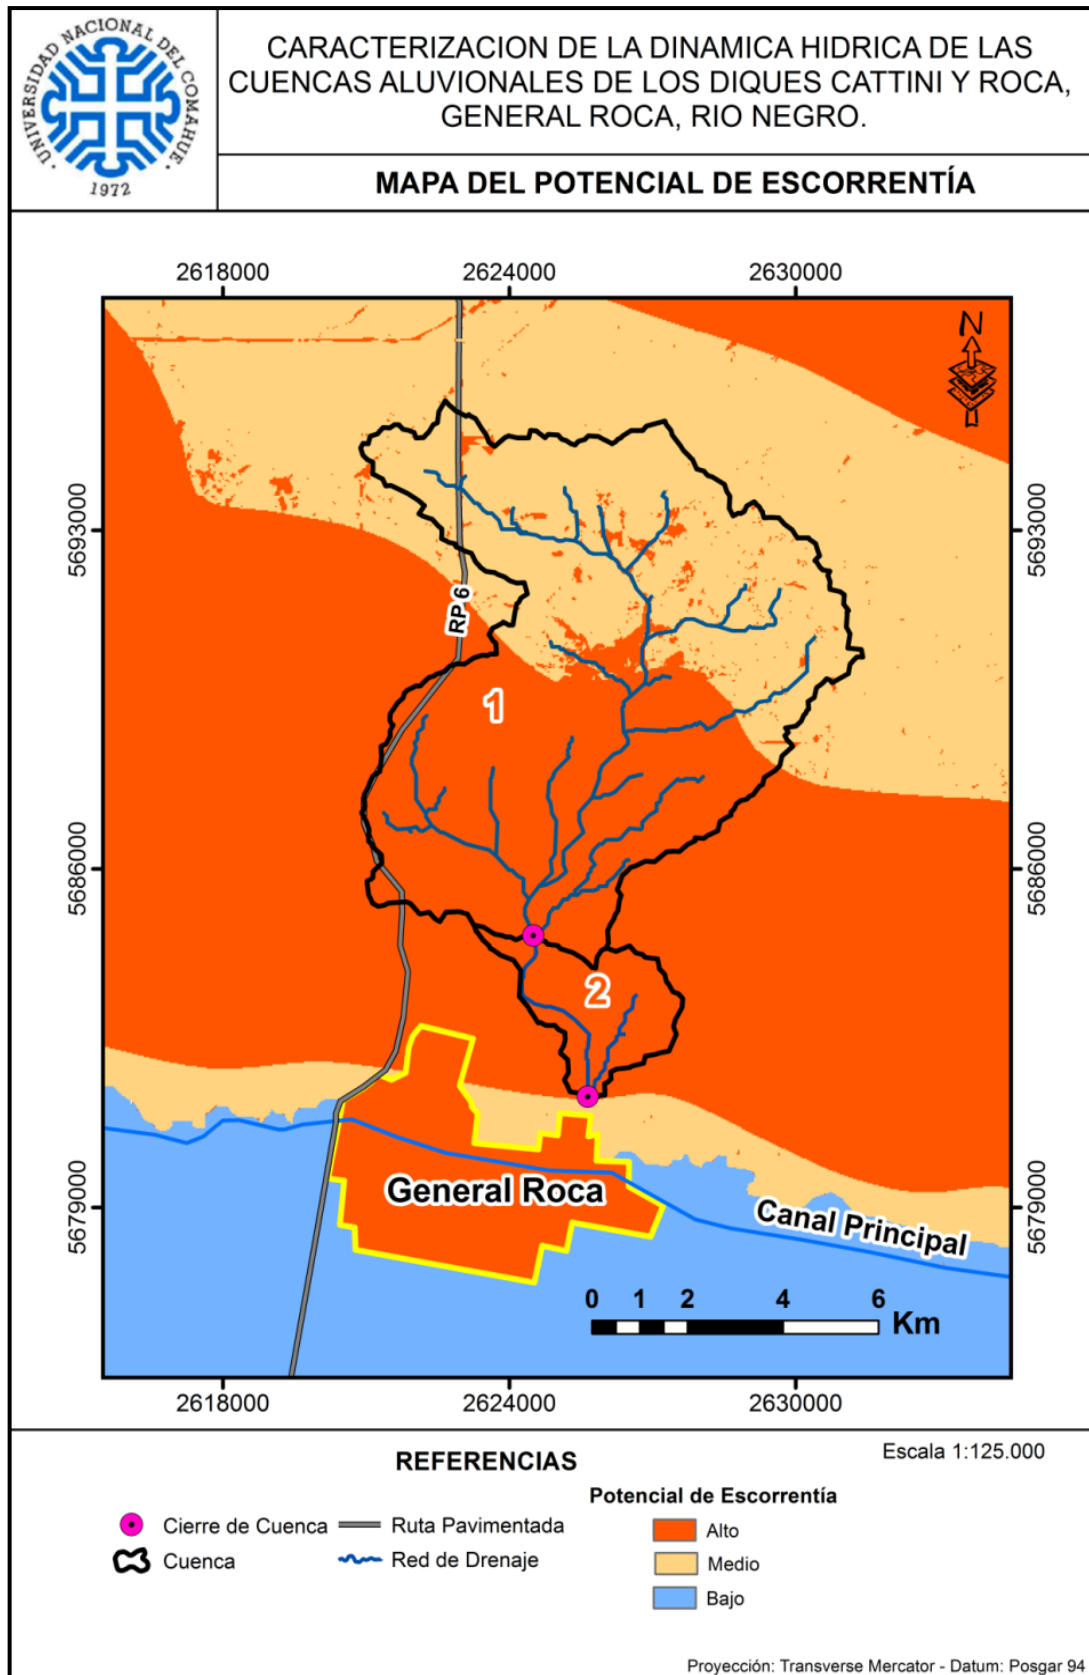 UNIVERSIDAD NACIONAL DEL COMAHUE
1972
CARACTERIZACION DE LA DINAMICA HIDRICA DE LAS
CUENCAS ALUVIONALES DE LOS DIQUES CATTINI Y ROCA,
GENERAL ROCA, RIO NEGRO.
MAPA DEL POTENCIAL DE ESCORRENTÍA
2618000 2624000 2630000
N
5693000 5693000
RP 6
1
5686000 5686000
2
5679000 5679000
General Roca
Canal Principal
0 1 2 4 6
Km
2618000 2624000 2630000
REFERENCIAS
Escala 1:125.000
Potencial de Escorrentía
Cierre de Cuenca
Ruta Pavimentada
Alto
Cuenca
Red de Drenaje
Medio
Bajo
Proyección: Transverse Mercator - Datum: Posgar 94